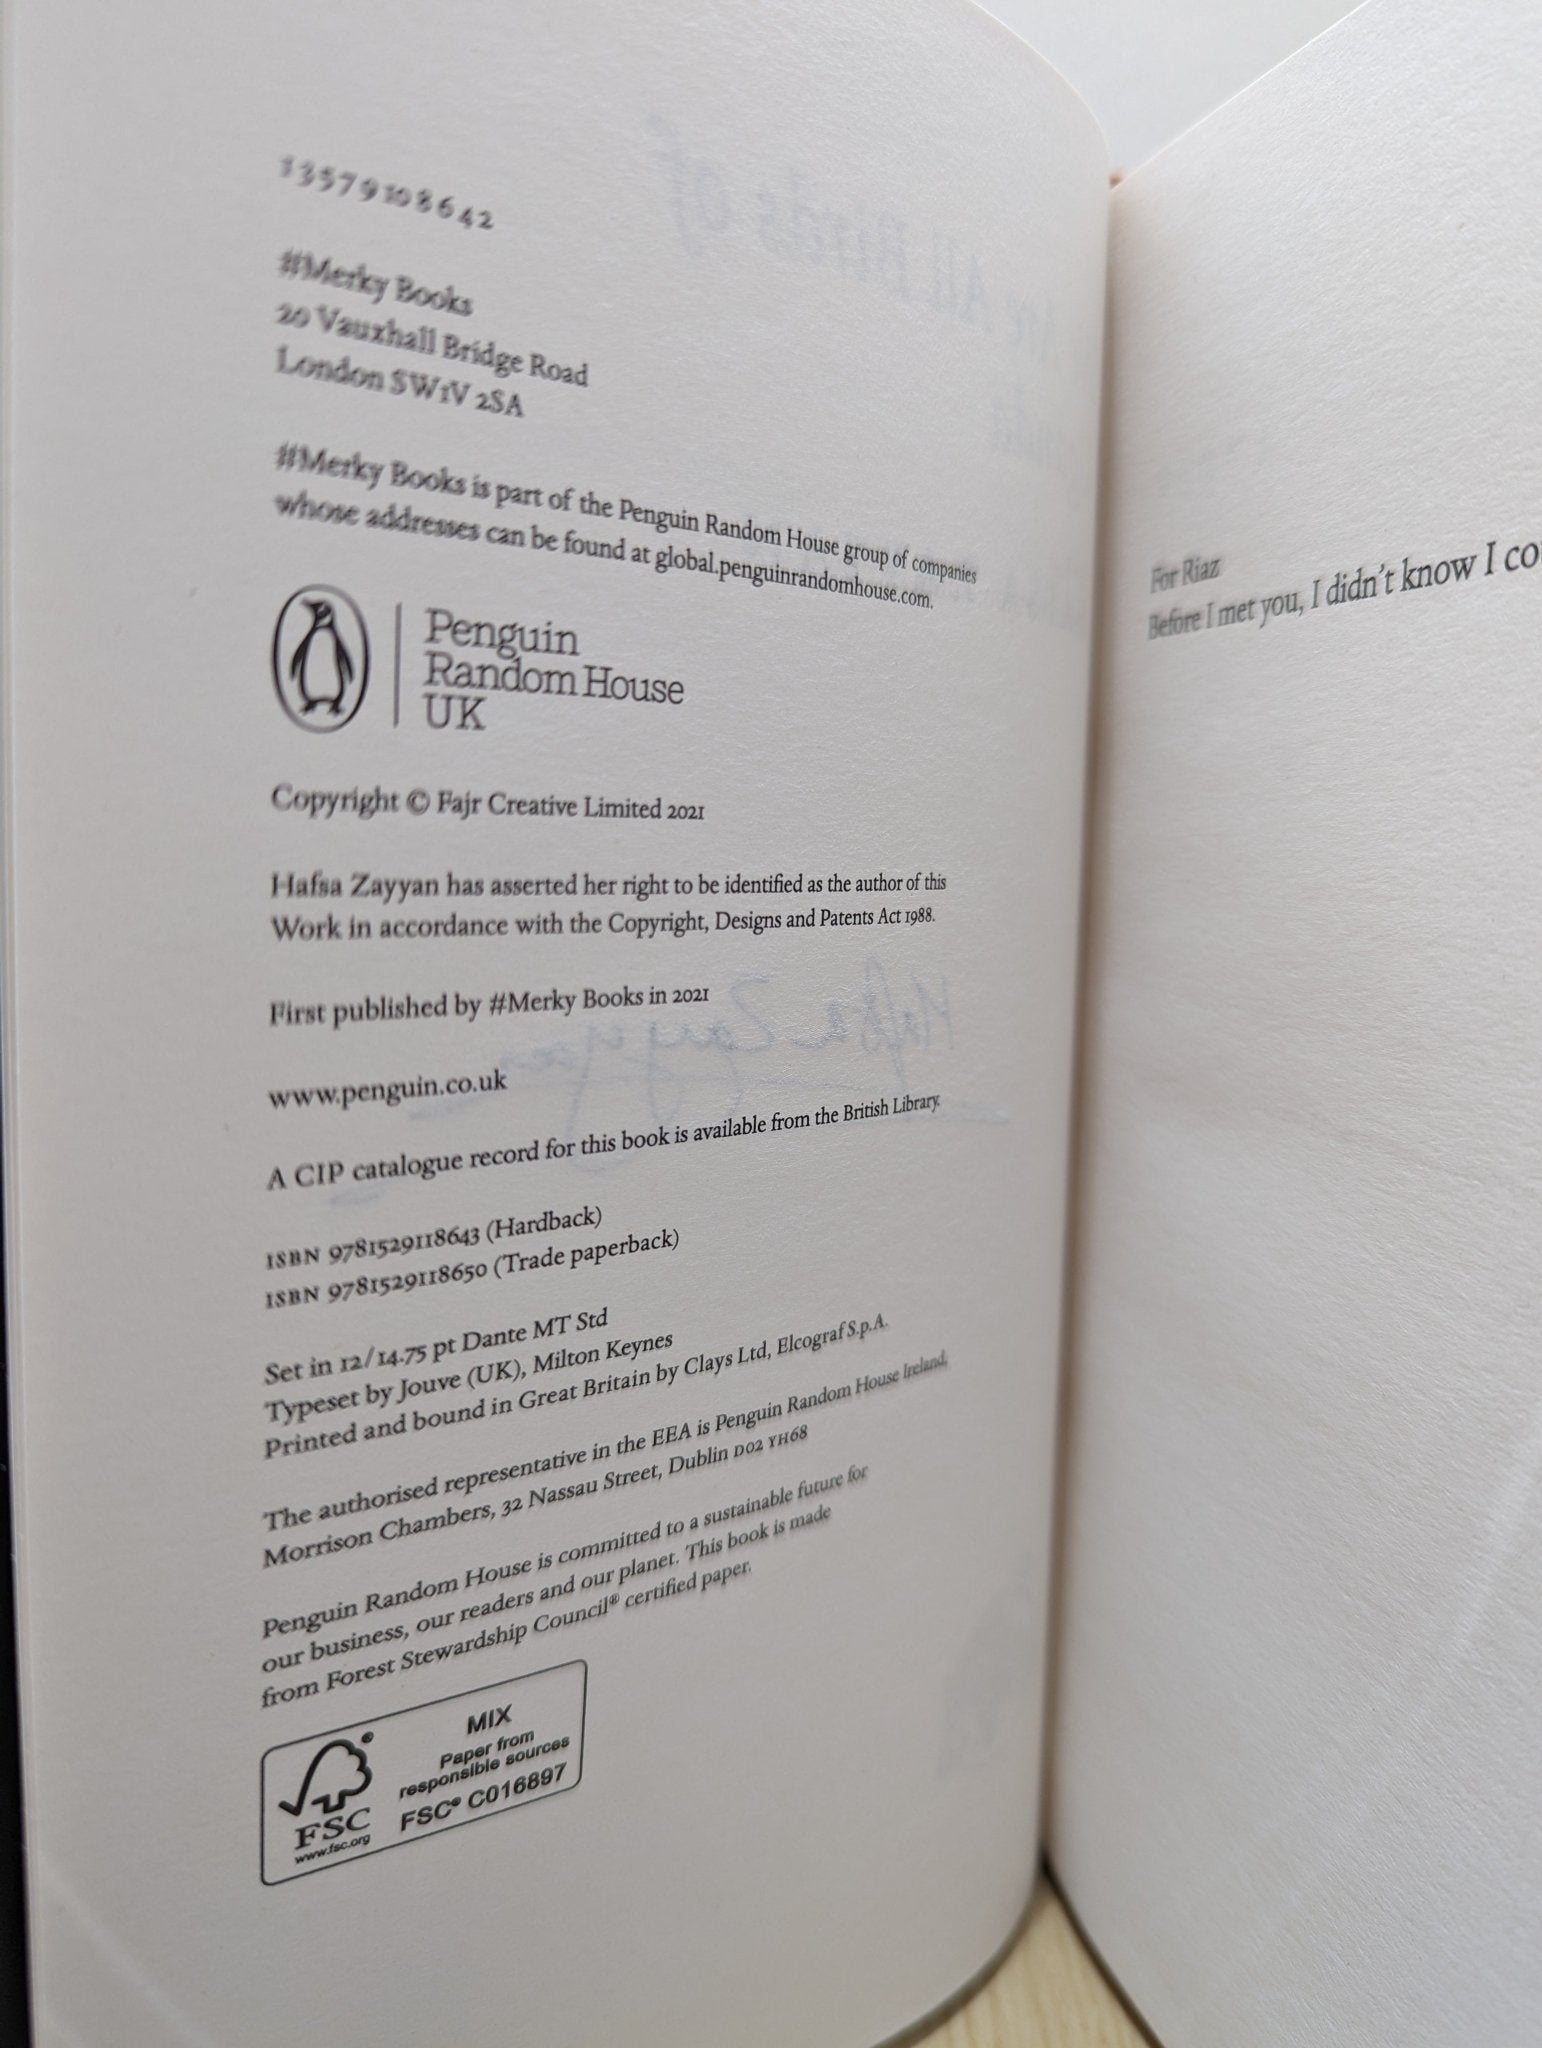 1 3 5 7 9 10 8 6 4 2
#Merky Books
20 Vauxhall Bridge Road
London SW1V 2SA
#Merky Books is part of the Penguin Random House group of companies
whose addresses can be found at global.penguinrandomhouse.com.
Penguin
Random House
UK
Copyright © Fajr Creative Limited 2021
Hafsa Zayyan has asserted her right to be identified as the author of this
Work in accordance with the Copyright, Designs and Patents Act 1988.
First published by #Merky Books in 2021
www.penguin.co.uk
A CIP catalogue record for this book is available from the British Library.
ISBN 9781529118643 (Hardback)
ISBN 9781529118650 (Trade paperback)
Set in 12/14.75 pt Dante MT Std
Typeset by Jouve (UK), Milton Keynes
Printed and bound in Great Britain by Clays Ltd, Elcograf S.p.A.
The authorised representative in the EEA is Penguin Random House Ireland,
Morrison Chambers, 32 Nassau Street, Dublin D02 YH68
Penguin Random House is committed to a sustainable future for
our business, our readers and our planet. This book is made
from Forest Stewardship Council® certified paper.
MIX
Paper from
responsible sources
FSC® C016897
FSC
www.fsc.org
For Riaz
Before I met you, I didn't know I co